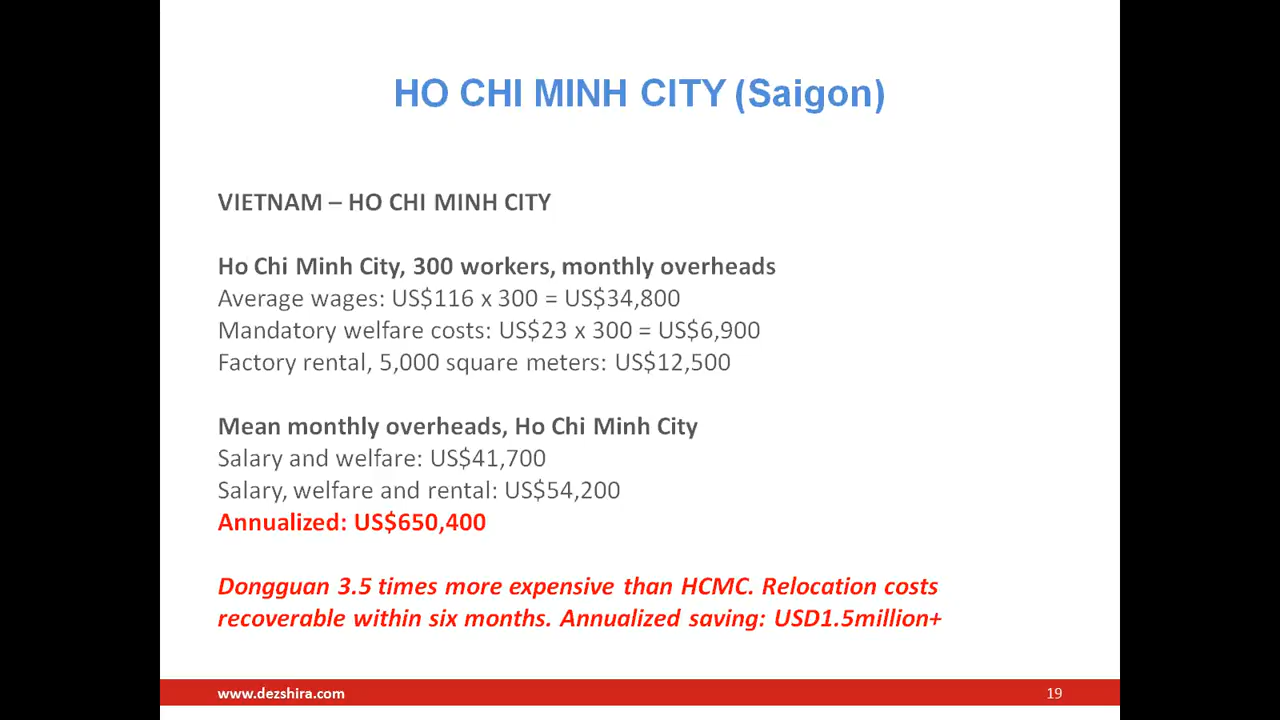 HO CHI MINH CITY (Saigon)
VIETNAM – HO CHI MINH CITY
Ho Chi Minh City, 300 workers, monthly overheads
Average wages: US$116 x 300 = US$34,800
Mandatory welfare costs: US$23 x 300 = US$6,900
Factory rental, 5,000 square meters: US$12,500
Mean monthly overheads, Ho Chi Minh City
Salary and welfare: US$41,700
Salary, welfare and rental: US$54,200
Annualized: US$650,400
Dongguan 3.5 times more expensive than HCMC. Relocation costs
recoverable within six months. Annualized saving: USD1.5million+
www.dezshira.com
19